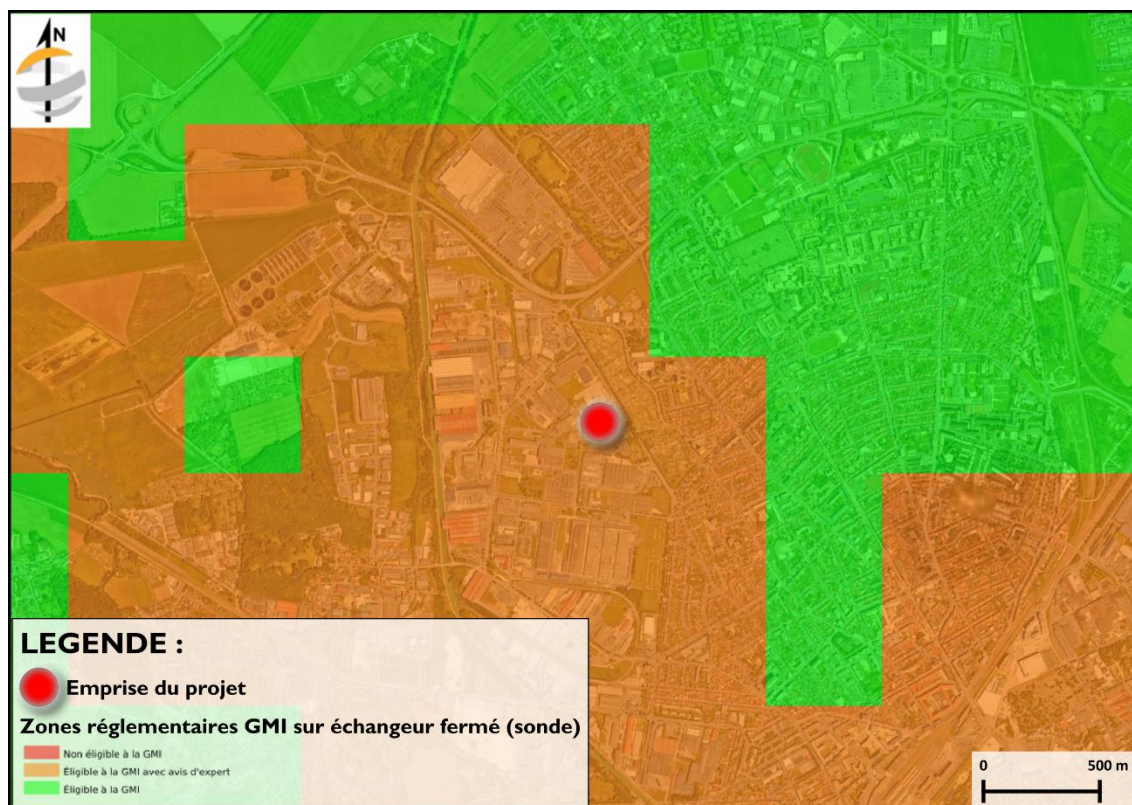 N
LEGENDE :
Emprise du projet
Zones réglementaires GMI sur échangeur fermé (sonde)
Non éligible à la GMI
Éligible à la GMI avec avis d'expert
Éligible à la GMI
0 500 m